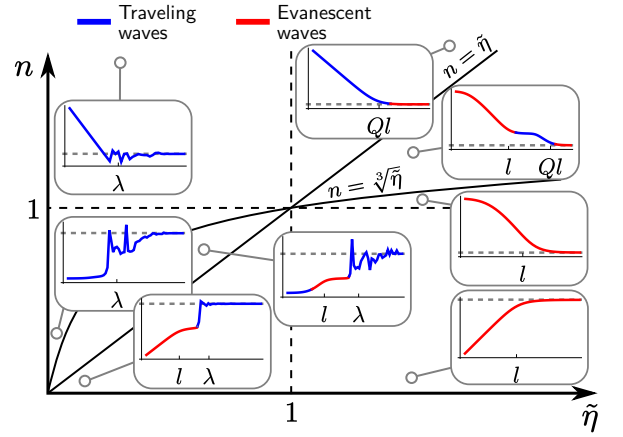 Traveling
waves
Evanescent
waves
n
n = η̃
Ql
l Ql
λ
n = ∛η̃
1
l
λ
l λ
l λ
l
1
η̃